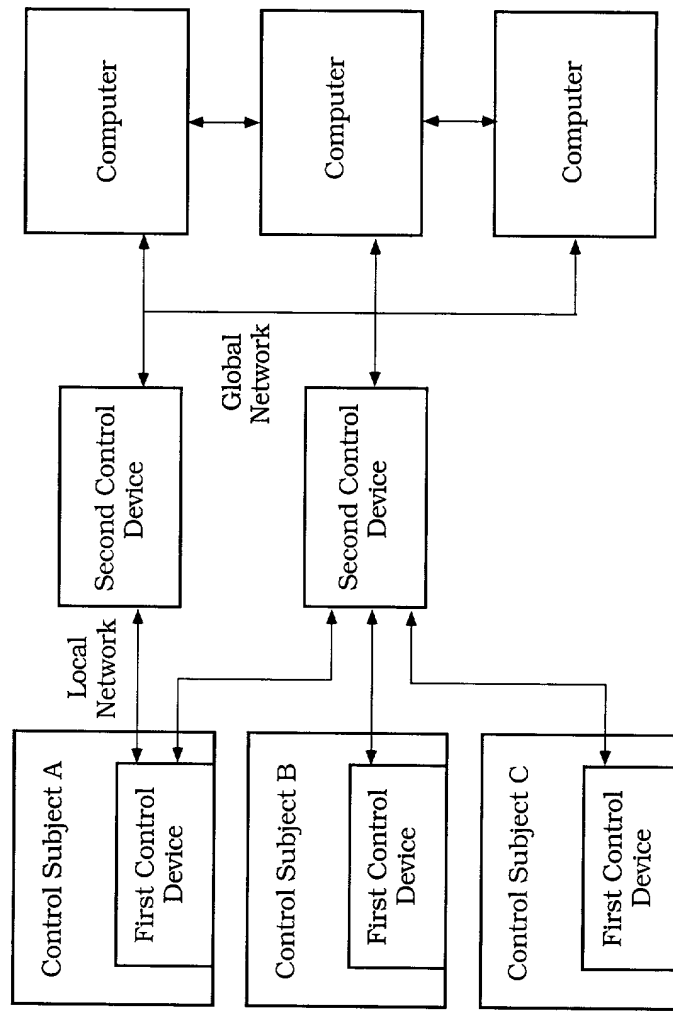 Control Subject A
First Control
Device
Local
Network
Second Control
Device
Computer
Control Subject B
First Control
Device
Second Control
Device
Global
Network
Computer
Control Subject C
First Control
Device
Computer